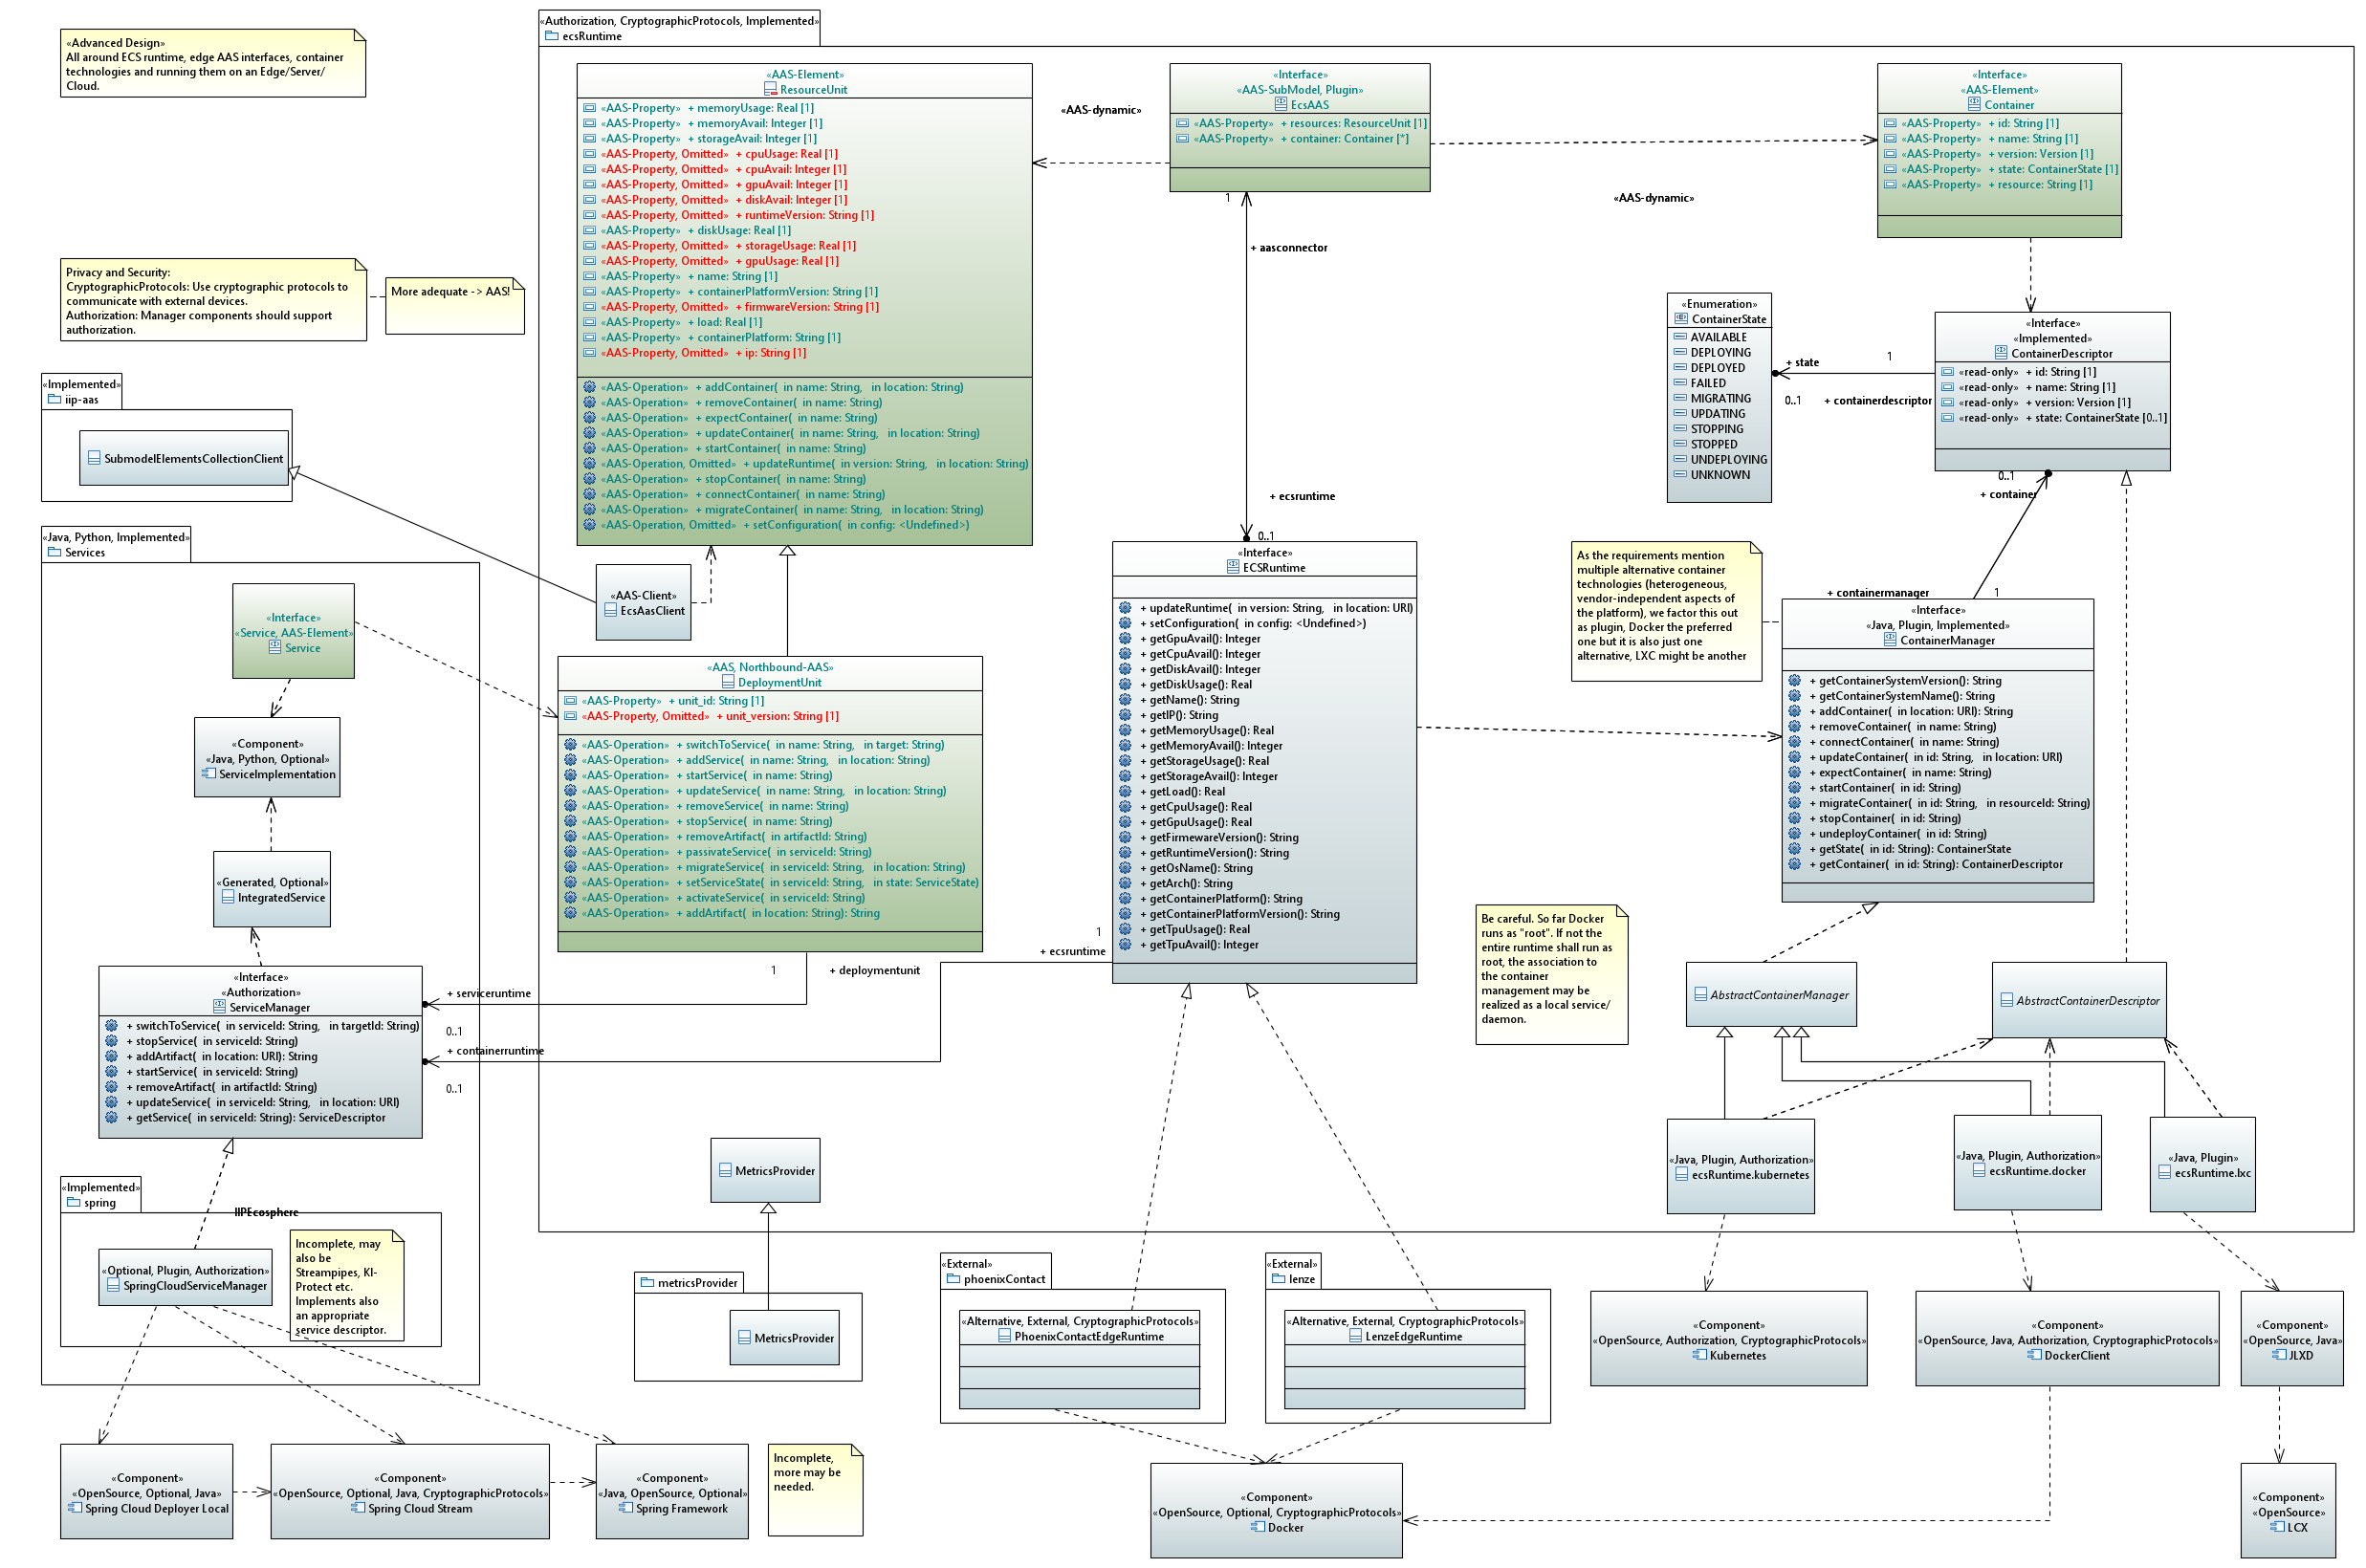 «Advanced Design»
All around ECS runtime, edge AAS interfaces, container
technologies and running them on an Edge/Server/
Cloud.
Privacy and Security:
CryptographicProtocols: Use cryptographic protocols to
communicate with external devices.
Authorization: Manager components should support
authorization.
More adequate -> AAS!
«Implemented»
iip-aas
SubmodelElementsCollectionClient
«Authorization, CryptographicProtocols, Implemented»
ecsRuntime
«AAS-Element»
ResourceUnit
«AAS-Property» + memoryUsage: Real [1]
«AAS-Property» + memoryAvail: Integer [1]
«AAS-Property» + storageAvail: Integer [1]
«AAS-Property, Omitted» + cpuUsage: Real [1]
«AAS-Property, Omitted» + cpuAvail: Integer [1]
«AAS-Property, Omitted» + gpuAvail: Integer [1]
«AAS-Property, Omitted» + diskAvail: Integer [1]
«AAS-Property, Omitted» + runtimeVersion: String [1]
«AAS-Property» + diskUsage: Real [1]
«AAS-Property, Omitted» + storageUsage: Real [1]
«AAS-Property, Omitted» + gpuUsage: Real [1]
«AAS-Property» + name: String [1]
«AAS-Property» + containerPlatformVersion: String [1]
«AAS-Property, Omitted» + firmwareVersion: String [1]
«AAS-Property» + load: Real [1]
«AAS-Property» + containerPlatform: String [1]
«AAS-Property, Omitted» + ip: String [1]
«AAS-Operation» + addContainer( in name: String, in location: String)
«AAS-Operation» + removeContainer( in name: String)
«AAS-Operation» + expectContainer( in name: String)
«AAS-Operation» + updateContainer( in name: String, in location: String)
«AAS-Operation» + startContainer( in name: String)
«AAS-Operation, Omitted» + updateRuntime( in version: String, in location: String)
«AAS-Operation» + stopContainer( in name: String)
«AAS-Operation» + connectContainer( in name: String)
«AAS-Operation» + migrateContainer( in name: String, in location: String)
«AAS-Operation, Omitted» + setConfiguration( in config: <Undefined>)
«AAS-dynamic»
«Interface»
«AAS-SubModel, Plugin»
EcsAAS
«AAS-Property» + resources: ResourceUnit [1]
«AAS-Property» + container: Container [*]
1
+ aasconnector
+ ecsruntime
0..1
«AAS-dynamic»
«Interface»
«AAS-Element»
Container
«AAS-Property» + id: String [1]
«AAS-Property» + name: String [1]
«AAS-Property» + version: Version [1]
«AAS-Property» + state: ContainerState [1]
«AAS-Property» + resource: String [1]
«Enumeration»
ContainerState
AVAILABLE
DEPLOYING
DEPLOYED
FAILED
MIGRATING
UPDATING
STOPPING
STOPPED
UNDEPLOYING
UNKNOWN
+ state
1
0..1
+ containerdescriptor
«Interface»
«Implemented»
ContainerDescriptor
«read-only» + id: String [1]
«read-only» + name: String [1]
«read-only» + version: Version [1]
«read-only» + state: ContainerState [0..1]
0..1
+ container
+ containermanager
1
As the requirements mention
multiple alternative container
technologies (heterogeneous,
vendor-independent aspects of
the platform), we factor this out
as plugin, Docker the preferred
one but it is also just one
alternative, LXC might be another
«Interface»
«Java, Plugin, Implemented»
ContainerManager
+ getContainerSystemVersion(): String
+ getContainerSystemName(): String
+ addContainer( in location: URI): String
+ removeContainer( in name: String)
+ connectContainer( in name: String)
+ updateContainer( in id: String, in location: URI)
+ expectContainer( in name: String)
+ startContainer( in id: String)
+ migrateContainer( in id: String, in resourceId: String)
+ stopContainer( in id: String)
+ undeployContainer( in id: String)
+ getState( in id: String): ContainerState
+ getContainer( in id: String): ContainerDescriptor
«Interface»
ECSRuntime
+ updateRuntime( in version: String, in location: URI)
+ setConfiguration( in config: <Undefined>)
+ getGpuAvail(): Integer
+ getCpuAvail(): Integer
+ getDiskAvail(): Integer
+ getDiskUsage(): Real
+ getName(): String
+ getIP(): String
+ getMemoryUsage(): Real
+ getMemoryAvail(): Integer
+ getStorageUsage(): Real
+ getStorageAvail(): Integer
+ getLoad(): Real
+ getCpuUsage(): Real
+ getGpuUsage(): Real
+ getFirmewareVersion(): String
+ getRuntimeVersion(): String
+ getOsName(): String
+ getArch(): String
+ getContainerPlatform(): String
+ getContainerPlatformVersion(): String
+ getTpuUsage(): Real
+ getTpuAvail(): Integer
«AAS-Client»
EcsAasClient
«AAS, Northbound-AAS»
DeploymentUnit
«AAS-Property» + unit_id: String [1]
«AAS-Property, Omitted» + unit_version: String [1]
«AAS-Operation» + switchToService( in name: String, in target: String)
«AAS-Operation» + addService( in name: String, in location: String)
«AAS-Operation» + startService( in name: String)
«AAS-Operation» + updateService( in name: String, in location: String)
«AAS-Operation» + removeService( in name: String)
«AAS-Operation» + stopService( in name: String)
«AAS-Operation» + removeArtifact( in artifactId: String)
«AAS-Operation» + passivateService( in serviceId: String)
«AAS-Operation» + migrateService( in serviceId: String, in location: String)
«AAS-Operation» + setServiceState( in serviceId: String, in state: ServiceState)
«AAS-Operation» + activateService( in serviceId: String)
«AAS-Operation» + addArtifact( in location: String): String
1
+ deploymentunit
1
+ ecsruntime
+ serviceruntime
0..1
+ containerruntime
0..1
«Java, Python, Implemented»
Services
«Interface»
«Service, AAS-Element»
Service
«Component»
«Java, Python, Optional»
ServiceImplementation
«Generated, Optional»
IntegratedService
«Interface»
«Authorization»
ServiceManager
+ switchToService( in serviceId: String, in targetId: String)
+ stopService( in serviceId: String)
+ addArtifact( in location: URI): String
+ startService( in serviceId: String)
+ removeArtifact( in artifactId: String)
+ updateService( in serviceId: String, in location: URI)
+ getService( in serviceId: String): ServiceDescriptor
«Implemented»
spring
IIPEcosphere
«Optional, Plugin, Authorization»
SpringCloudServiceManager
Incomplete, may
also be
Streampipes, KI-
Protect etc.
Implements also
an appropriate
service descriptor.
Be careful. So far Docker
runs as "root". If not the
entire runtime shall run as
root, the association to
the container
management may be
realized as a local service/
daemon.
AbstractContainerManager
AbstractContainerDescriptor
«Java, Plugin, Authorization»
ecsRuntime.kubernetes
«Java, Plugin, Authorization»
ecsRuntime.docker
«Java, Plugin»
ecsRuntime.lxc
MetricsProvider
metricsProvider
MetricsProvider
«External»
phoenixContact
«Alternative, External, CryptographicProtocols»
PhoenixContactEdgeRuntime
«External»
lenze
«Alternative, External, CryptographicProtocols»
LenzeEdgeRuntime
«Component»
«OpenSource, Authorization, CryptographicProtocols»
Kubernetes
«Component»
«OpenSource, Java, Authorization, CryptographicProtocols»
DockerClient
«Component»
«OpenSource, Java»
JLXD
«Component»
«OpenSource, Optional, Java»
Spring Cloud Deployer Local
«Component»
«OpenSource, Optional, Java, CryptographicProtocols»
Spring Cloud Stream
«Component»
«Java, OpenSource, Optional»
Spring Framework
Incomplete,
more may be
needed.
«Component»
«OpenSource, Optional, CryptographicProtocols»
Docker
«Component»
«OpenSource»
LCX